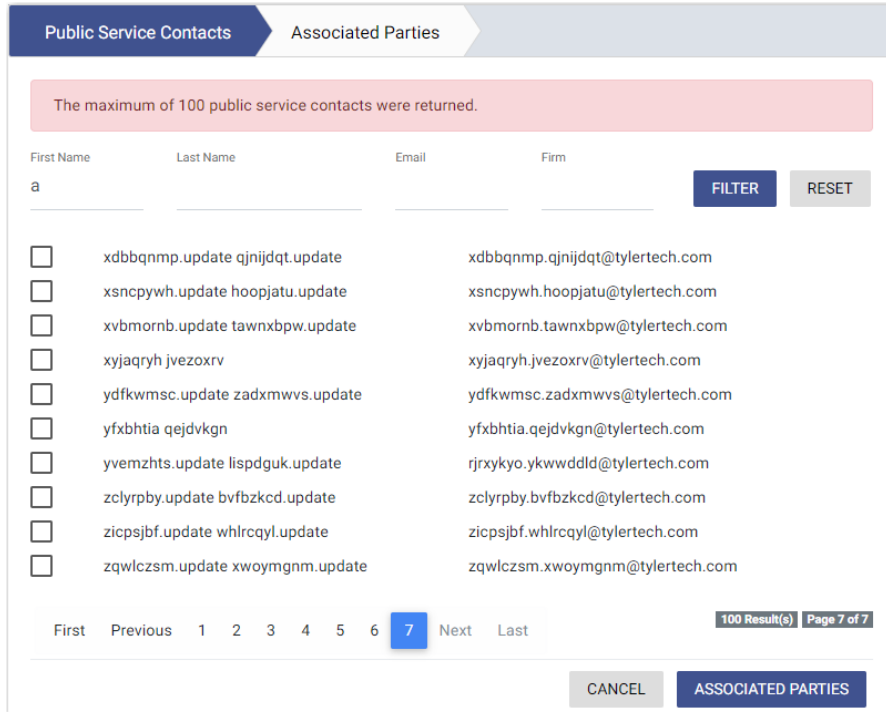 Public Service Contacts Associated Parties
The maximum of 100 public service contacts were returned.
First Name Last Name Email Firm
a
FILTER RESET
xdbbqnmp.update qjnijdqt.update xdbbqnmp.qjnijdqt@tylertech.com
xsncpywh.update hoopjatu.update xsncpywh.hoopjatu@tylertech.com
xvbmornb.update tawnxbpw.update xvbmornb.tawnxbpw@tylertech.com
xyjaqryh jvezoxrv xyjaqryh.jvezoxrv@tylertech.com
ydfkwmsc.update zadxmwvs.update ydfkwmsc.zadxmwvs@tylertech.com
yfxbhtia qejdvkgn yfxbhtia.qejdvkgn@tylertech.com
yvemzhts.update lispdguk.update rjrxykyo.ykwwddld@tylertech.com
zclyrpby.update bvfbzkcd.update zclyrpby.bvfbzkcd@tylertech.com
zicpsjbf.update whlrcqyl.update zicpsjbf.whlrcqyl@tylertech.com
zqwlczsm.update xwoymgnm.update zqwlczsm.xwoymgnm@tylertech.com
First Previous 1 2 3 4 5 6 7 Next Last 100 Result(s) Page 7 of 7
CANCEL ASSOCIATED PARTIES